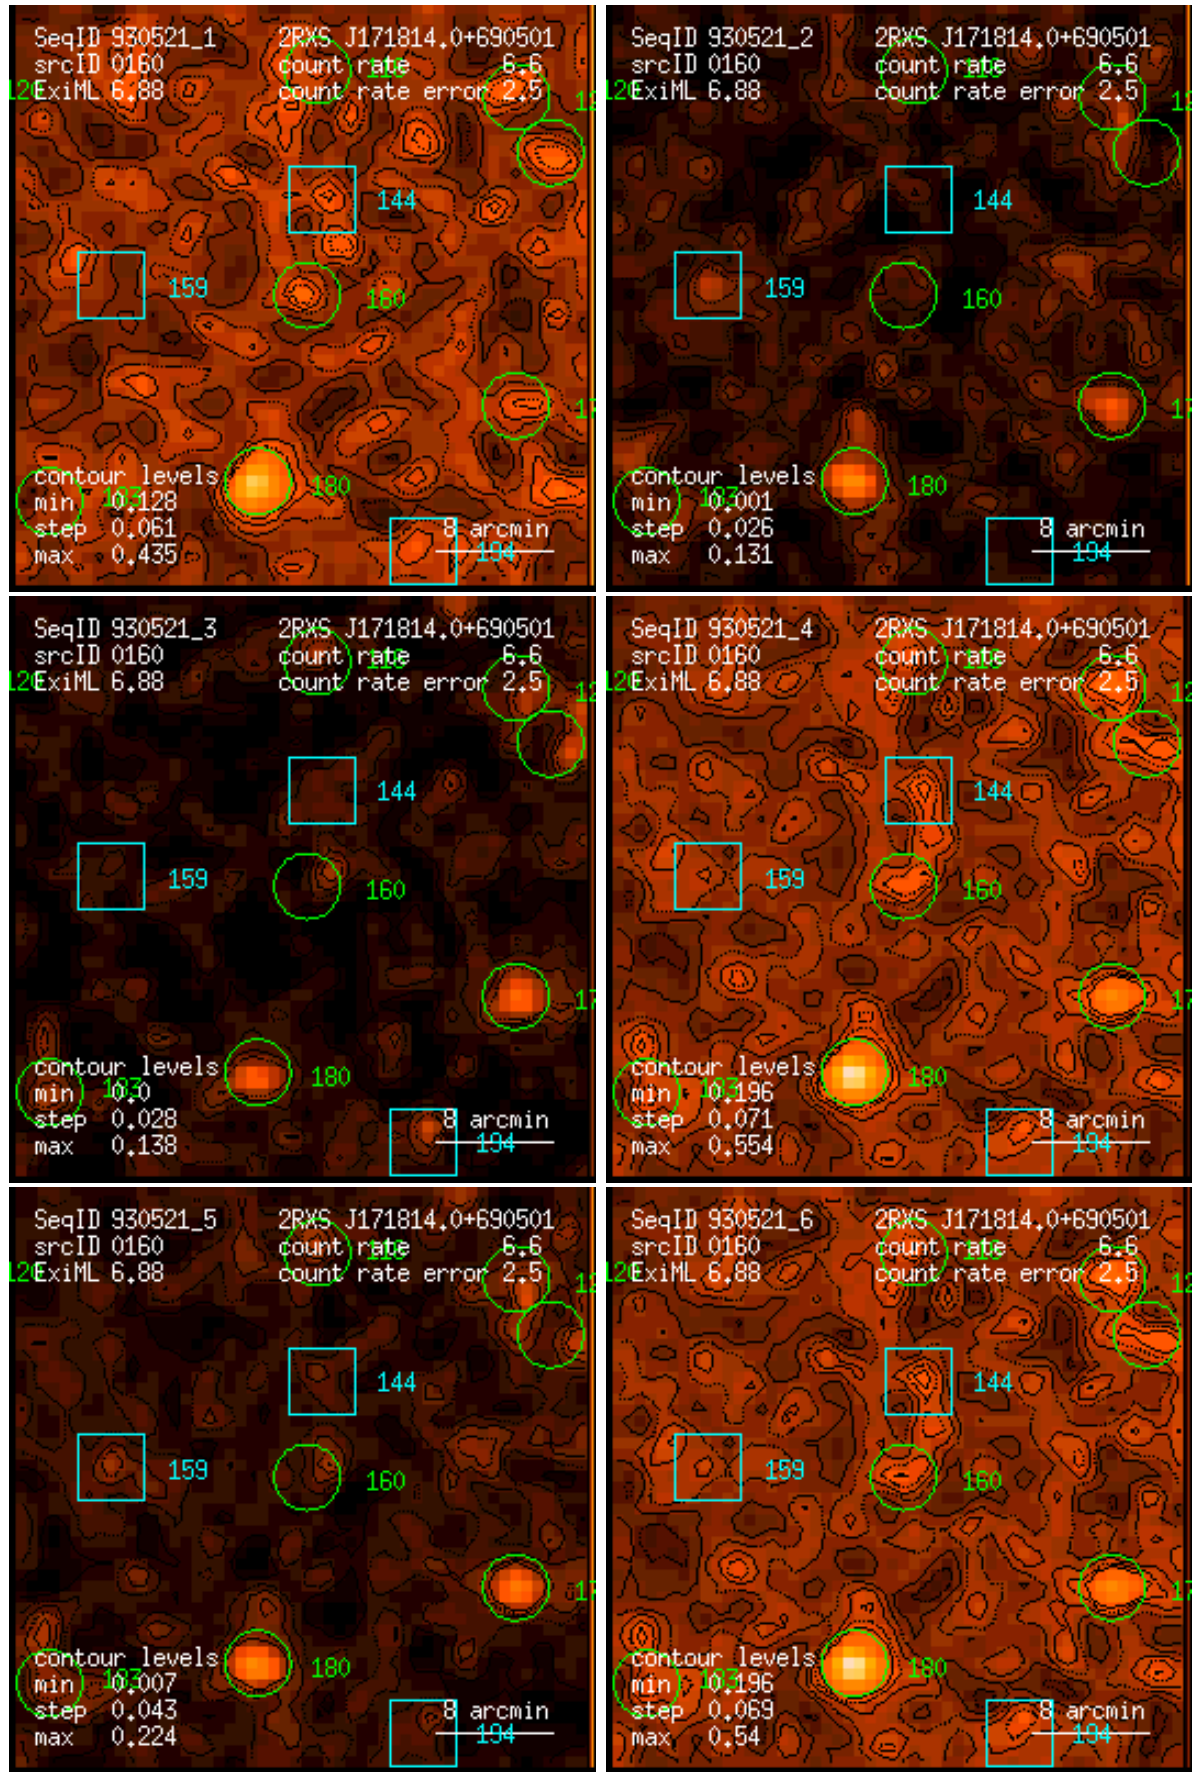 SeqID 930521_1 2RXS J171814.0+690501
srcID 0160 count rate 6.6
ExiML 6.88 count rate error 2.5
144
159
160
180
contour levels
min 0.128
step 0.061
max 0.435
183
8 arcmin
194
SeqID 930521_2 2RXS J171814.0+690501
srcID 0160 count rate 6.6
ExiML 6.88 count rate error 2.5
144
159
160
180
contour levels
min 0.001
step 0.026
max 0.131
183
8 arcmin
194
SeqID 930521_3 2RXS J171814.0+690501
srcID 0160 count rate 6.6
ExiML 6.88 count rate error 2.5
144
159
160
180
contour levels
min 0.0
step 0.028
max 0.138
183
8 arcmin
194
SeqID 930521_4 2RXS J171814.0+690501
srcID 0160 count rate 6.6
ExiML 6.88 count rate error 2.5
144
159
160
180
contour levels
min 0.196
step 0.071
max 0.554
183
8 arcmin
194
SeqID 930521_5 2RXS J171814.0+690501
srcID 0160 count rate 6.6
ExiML 6.88 count rate error 2.5
144
159
160
180
contour levels
min 0.007
step 0.043
max 0.224
183
8 arcmin
194
SeqID 930521_6 2RXS J171814.0+690501
srcID 0160 count rate 6.6
ExiML 6.88 count rate error 2.5
144
159
160
180
contour levels
min 0.196
step 0.069
max 0.54
183
8 arcmin
194